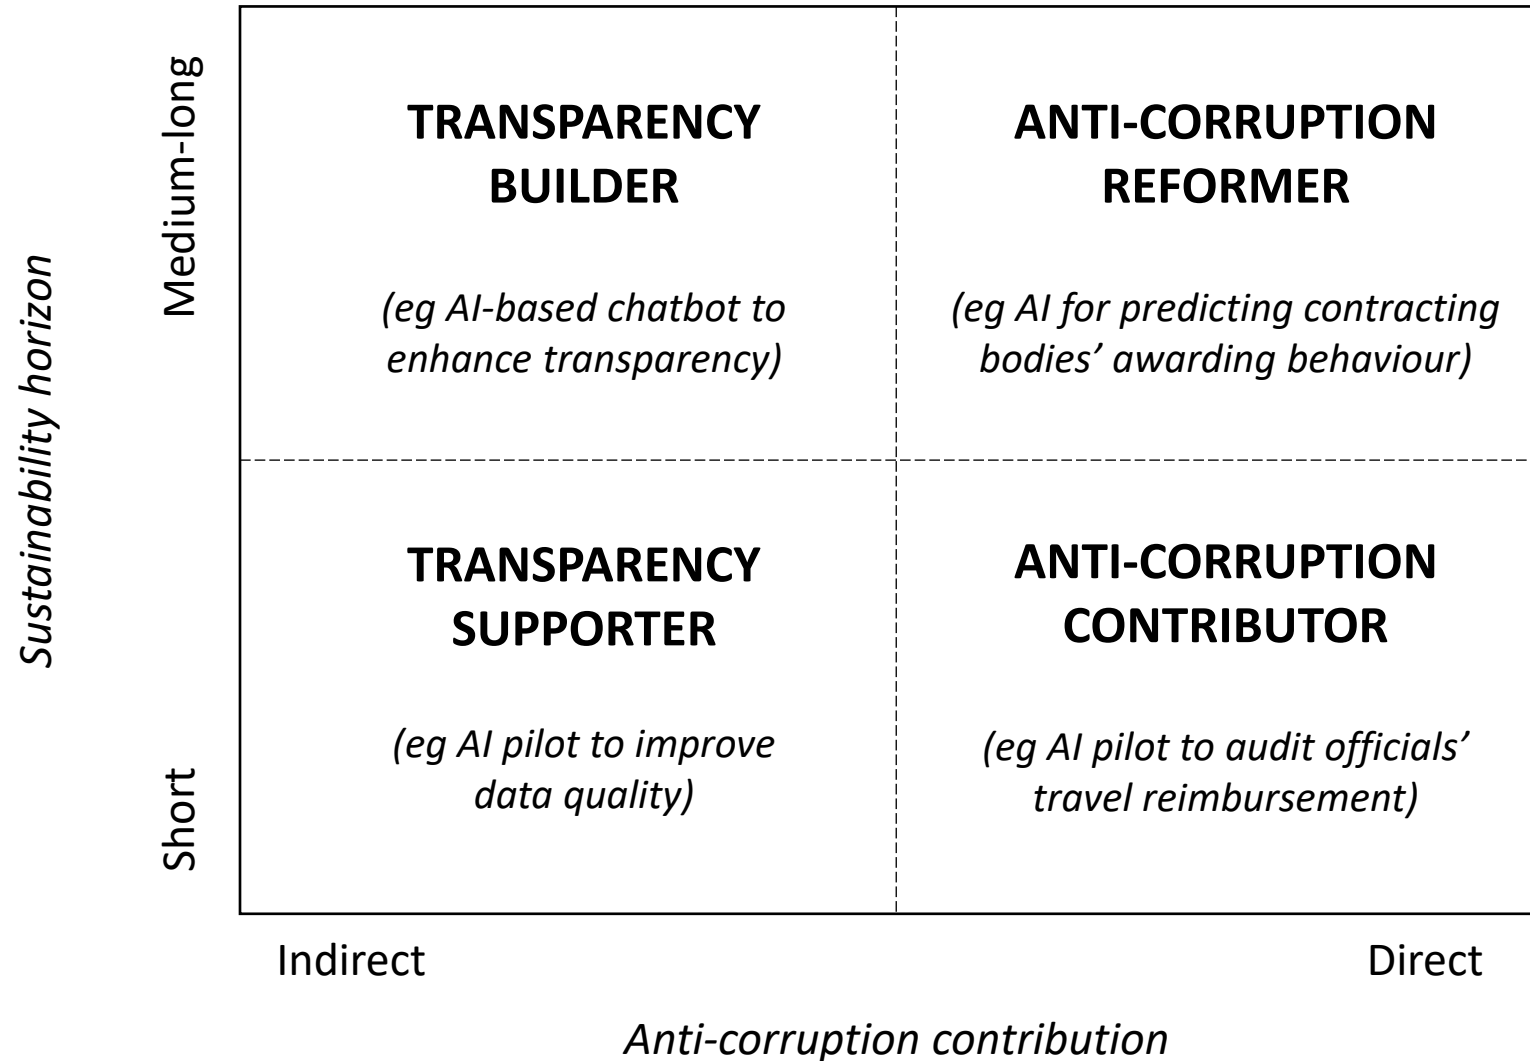 TRANSPARENCY
BUILDER
(eg AI-based chatbot to
enhance transparency)
ANTI-CORRUPTION
REFORMER
(eg AI for predicting contracting
bodies’ awarding behaviour)
TRANSPARENCY
SUPPORTER
(eg AI pilot to improve
data quality)
ANTI-CORRUPTION
CONTRIBUTOR
(eg AI pilot to audit officials’
travel reimbursement)
Sustainability horizon
Medium-long
Short
Indirect
Direct
Anti-corruption contribution